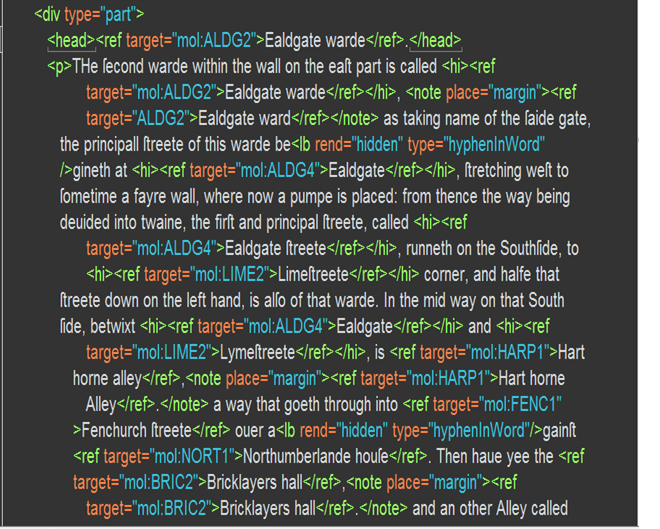 <div type="part">
<head><ref target="mol:ALDG2">Ealdgate warde</ref>.</head>
<p>THe ſecond warde within the wall on the eaſt part is called <hi><ref
target="mol:ALDG2">Ealdgate warde</ref></hi>, <note place="margin"><ref
target="ALDG2">Ealdgate ward</ref></note> as taking name of the ſaide gate,
the principall ſtreete of this warde be<lb rend="hidden" type="hyphenInWord"
/>gineth at <hi><ref target="mol:ALDG4">Ealdgate</ref></hi>, ſtretching weſt to
ſometime a fayre wall, where now a pumpe is placed: from thence the way being
deuided into twaine, the firſt and principal ſtreete, called <hi><ref
target="mol:ALDG4">Ealdgate ſtreete</ref></hi>, runneth on the Southſide, to
<hi><ref target="mol:LIME2">Limeſtreete</ref></hi> corner, and halfe that
ſtreete down on the left hand, is alſo of that warde. In the mid way on that South
ſide, betwixt <hi><ref target="mol:ALDG4">Ealdgate</ref></hi> and <hi><ref
target="mol:LIME2">Lymeſtreete</ref></hi>, is <ref target="mol:HARP1">Hart
horne alley</ref>,<note place="margin"><ref target="mol:HARP1">Hart horne
Alley</ref>.</note> a way that goeth through into <ref target="mol:FENC1"
>Fenchurch ſtreete</ref> ouer a<lb rend="hidden" type="hyphenInWord"/>gainſt
<ref target="mol:NORT1">Northumberlande houſe</ref>. Then haue yee the <ref
target="mol:BRIC2">Bricklayers hall</ref>,<note place="margin"><ref
target="mol:BRIC2">Bricklayers hall</ref>.</note> and an other Alley called